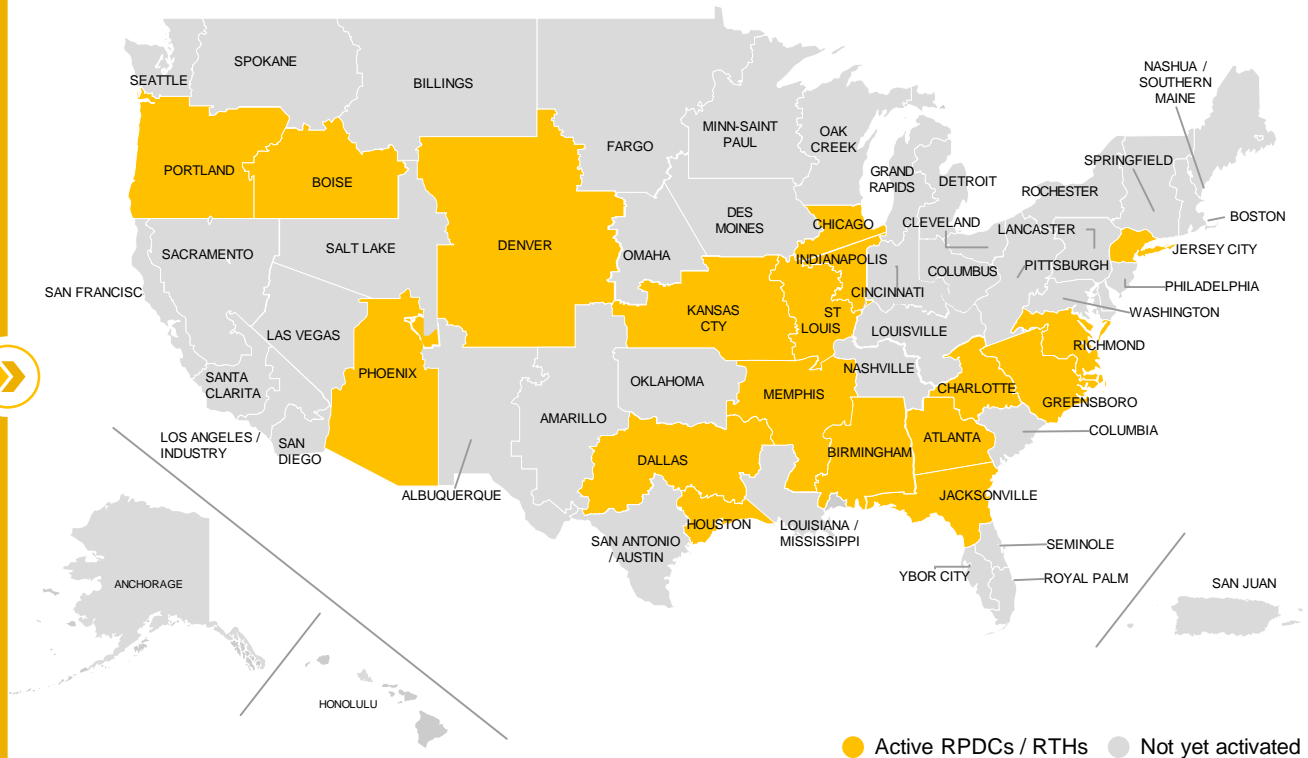 SEATTLE
SPOKANE
BILLINGS
FARGO
MINN-SAINT
PAUL
OAK
CREEK
GRAND
RAPIDS
DETROIT
NASHUA /
SOUTHERN
MAINE
SPRINGFIELD
ROCHESTER
BOSTON
PORTLAND
BOISE
DENVER
OMAHA
DES
MOINES
CHICAGO
CLEVELAND
LANCASTER
JERSEY CITY
SACRAMENTO
SALT LAKE
INDIANAPOLIS
COLUMBUS
PITTSBURGH
PHILADELPHIA
SAN FRANCISC
CINCINNATI
WASHINGTON
LAS VEGAS
KANSAS
CTY
ST
LOUIS
LOUISVILLE
RICHMOND
SANTA
CLARITA
PHOENIX
OKLAHOMA
NASHVILLE
CHARLOTTE
MEMPHIS
GREENSBORO
AMARILLO
COLUMBIA
LOS ANGELES /
INDUSTRY
SAN
DIEGO
DALLAS
BIRMINGHAM
ATLANTA
ALBUQUERQUE
JACKSONVILLE
HOUSTON
LOUISIANA /
MISSISSIPPI
SAN ANTONIO
/ AUSTIN
SEMINOLE
YBOR CITY
ROYAL PALM
SAN JUAN
ANCHORAGE
HONOLULU
Active RPDCs / RTHs
Not yet activated